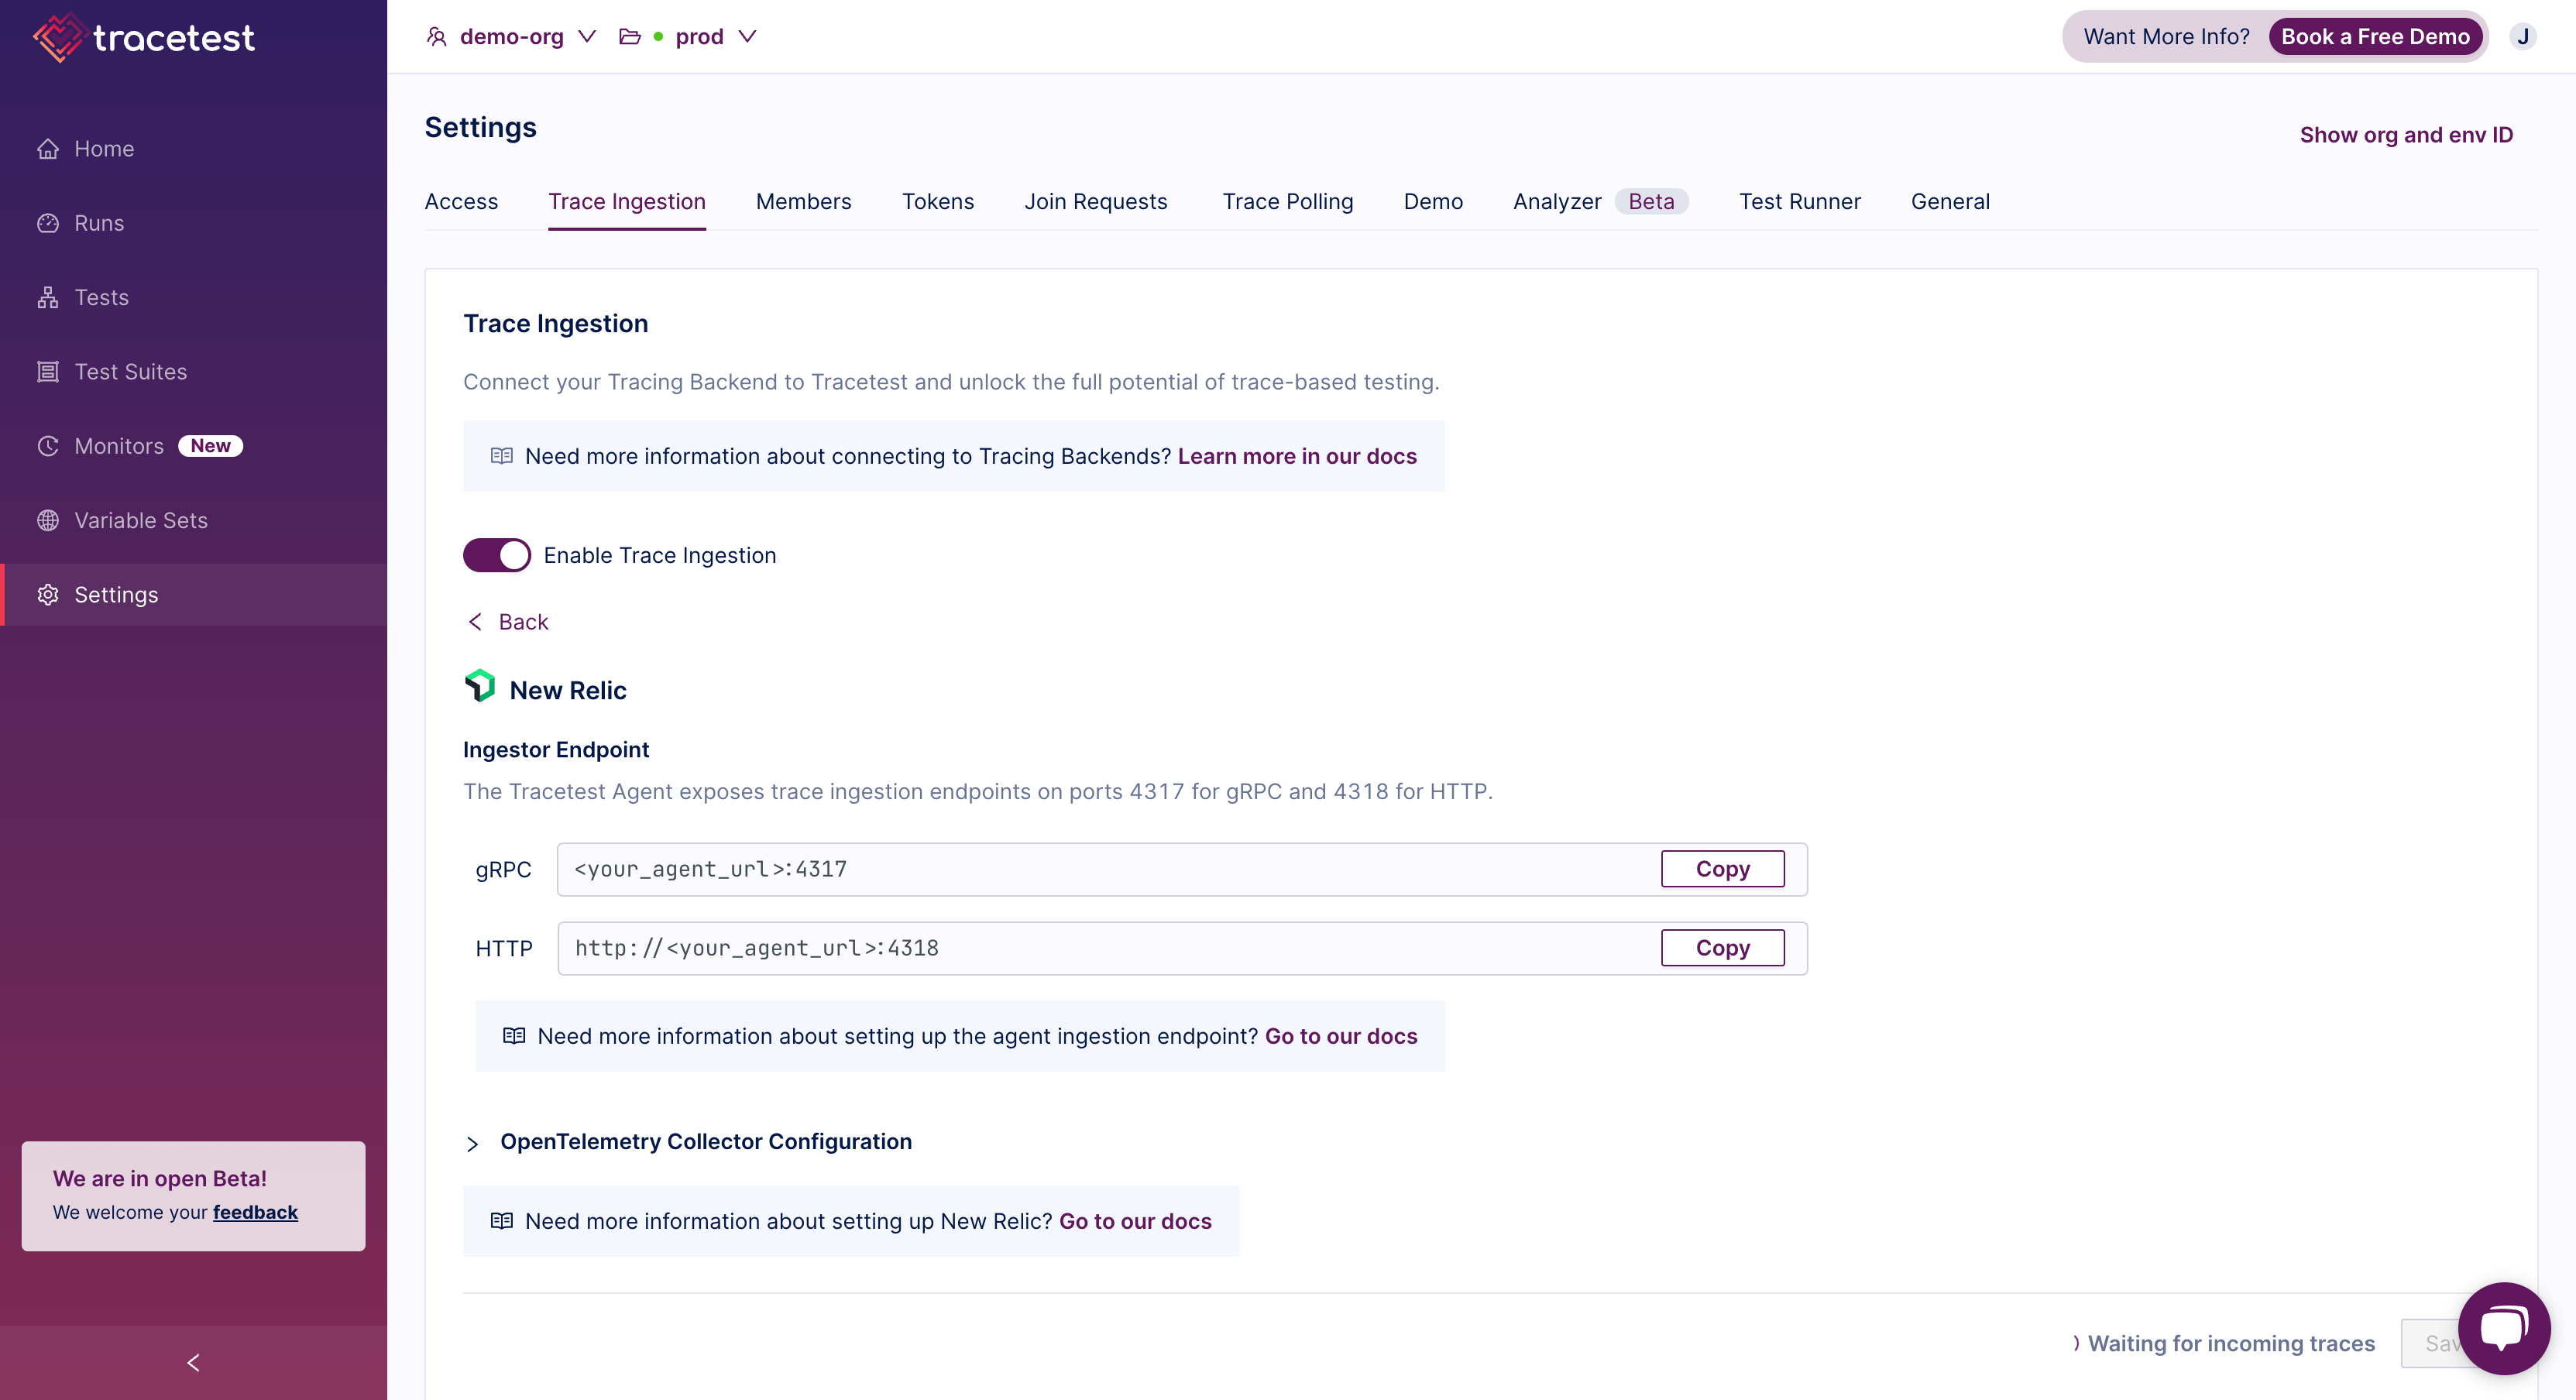 tracetest
demo-org
prod
Want More Info?
Book a Free Demo
J
Home
Runs
Tests
Test Suites
Monitors New
Variable Sets
Settings
We are in open Beta!
We welcome your feedback
Settings
Show org and env ID
Access
Trace Ingestion
Members
Tokens
Join Requests
Trace Polling
Demo
Analyzer Beta
Test Runner
General
Trace Ingestion
Connect your Tracing Backend to Tracetest and unlock the full potential of trace-based testing.
Need more information about connecting to Tracing Backends? Learn more in our docs
Enable Trace Ingestion
Back
New Relic
Ingestor Endpoint
The Tracetest Agent exposes trace ingestion endpoints on ports 4317 for gRPC and 4318 for HTTP.
gRPC <your_agent_url>:4317 Copy
HTTP http://<your_agent_url>:4318 Copy
Need more information about setting up the agent ingestion endpoint? Go to our docs
OpenTelemetry Collector Configuration
Need more information about setting up New Relic? Go to our docs
Waiting for incoming traces